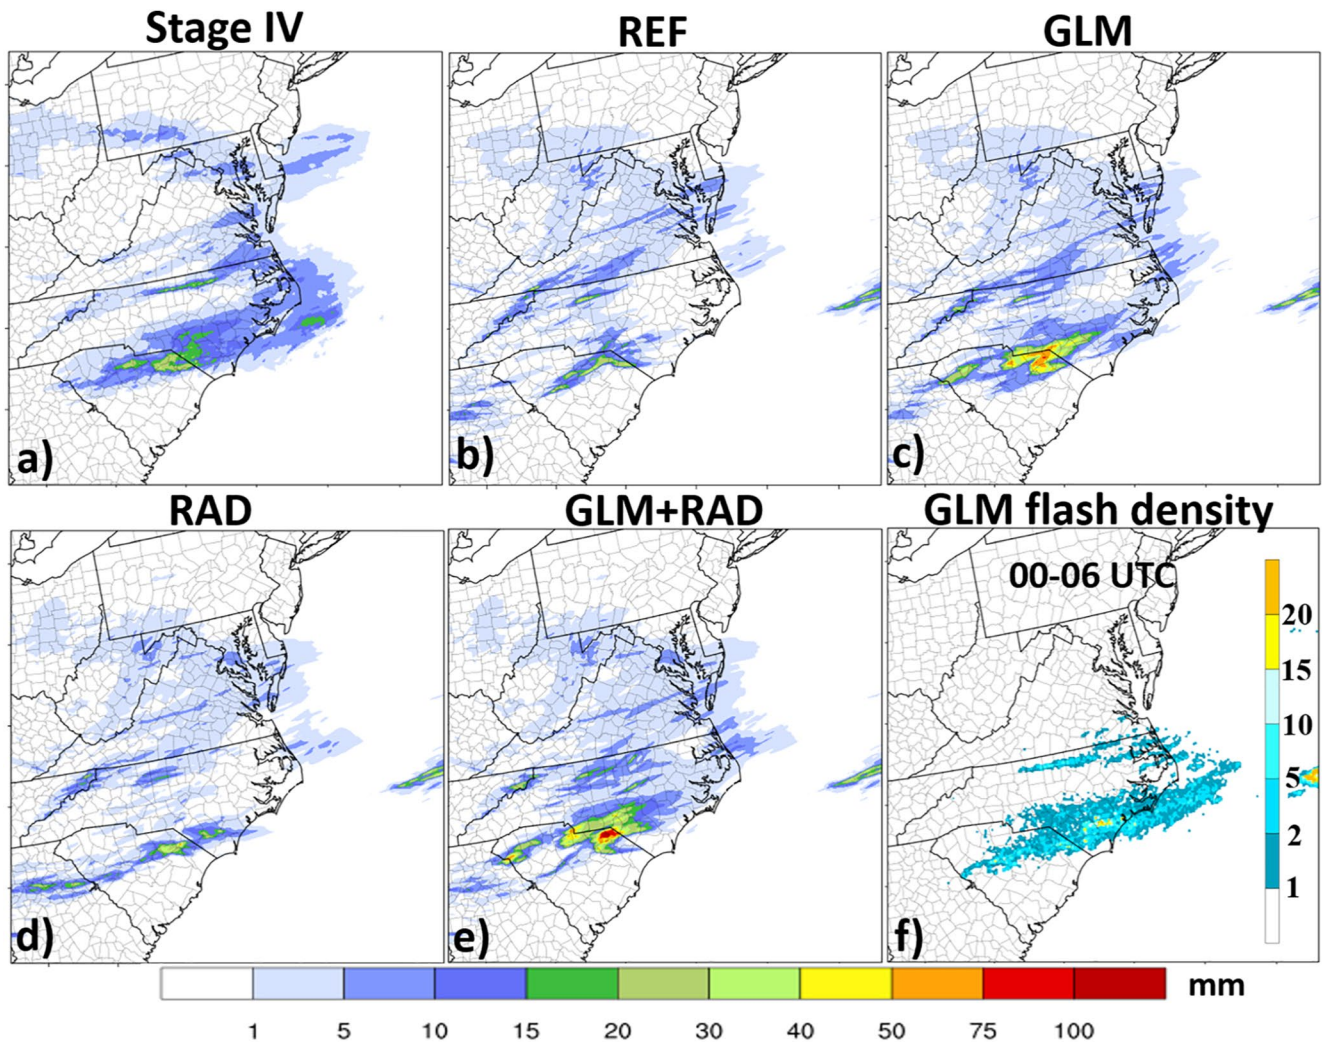 Stage IV
REF
GLM
a)
b)
c)
RAD
GLM+RAD
GLM flash density
00-06 UTC
20
15
10
5
2
1
d)
e)
f)
mm
1 5 10 15 20 30 40 50 75 100